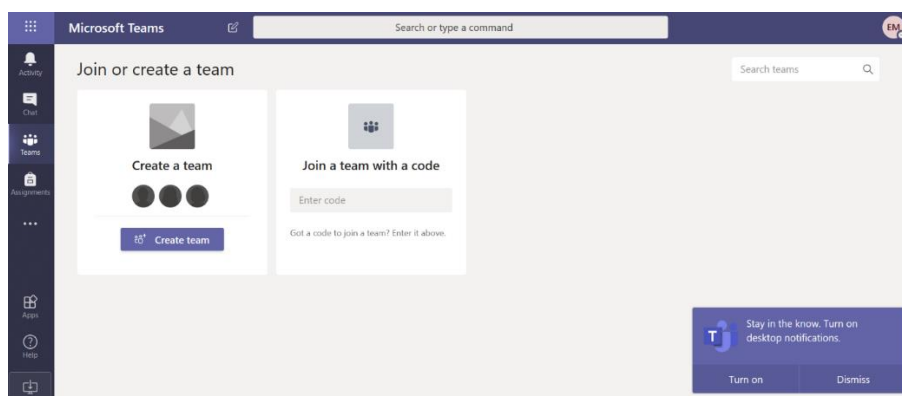 Microsoft Teams
Search or type a command
EM
Activity
Chat
Teams
Assignments
Apps
Help
Join or create a team
Search teams
Create a team
Create team
Join a team with a code
Enter code
Got a code to join a team? Enter it above.
T
Stay in the know. Turn on
desktop notifications.
Turn on
Dismiss